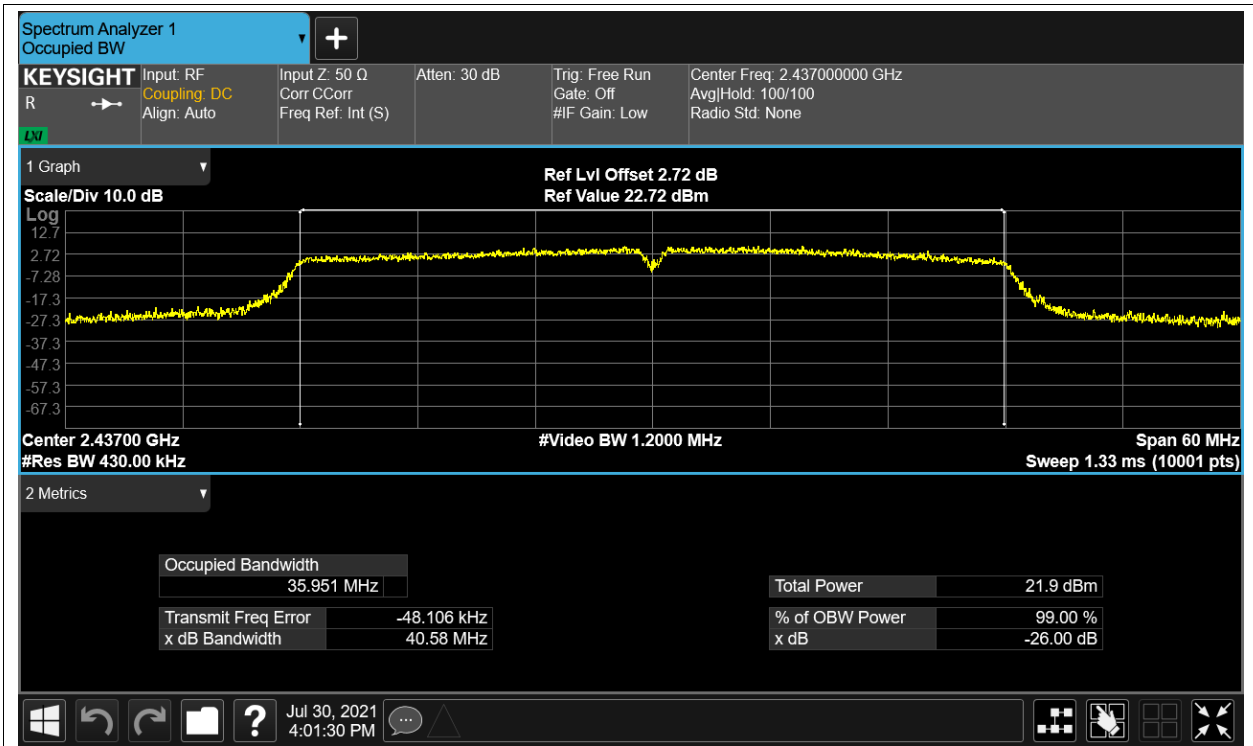 Spectrum Analyzer 1
Occupied BW
KEYSIGHT
R
LXI
Input: RF
Coupling: DC
Align: Auto
Input Z: 50 Ω
Corr CCorr
Freq Ref: Int (S)
Atten: 30 dB
Trig: Free Run
Gate: Off
#IF Gain: Low
Center Freq: 2.437000000 GHz
Avg|Hold: 100/100
Radio Std: None
1 Graph
Scale/Div 10.0 dB
Ref Lvl Offset 2.72 dB
Ref Value 22.72 dBm
Log
12.7
2.72
-7.28
-17.3
-27.3
-37.3
-47.3
-57.3
-67.3
Center 2.43700 GHz
#Res BW 430.00 kHz
#Video BW 1.2000 MHz
Span 60 MHz
Sweep 1.33 ms (10001 pts)
2 Metrics
Occupied Bandwidth
35.951 MHz
Transmit Freq Error -48.106 kHz
x dB Bandwidth 40.58 MHz
Total Power 21.9 dBm
% of OBW Power 99.00 %
x dB -26.00 dB
?
Jul 30, 2021
4:01:30 PM